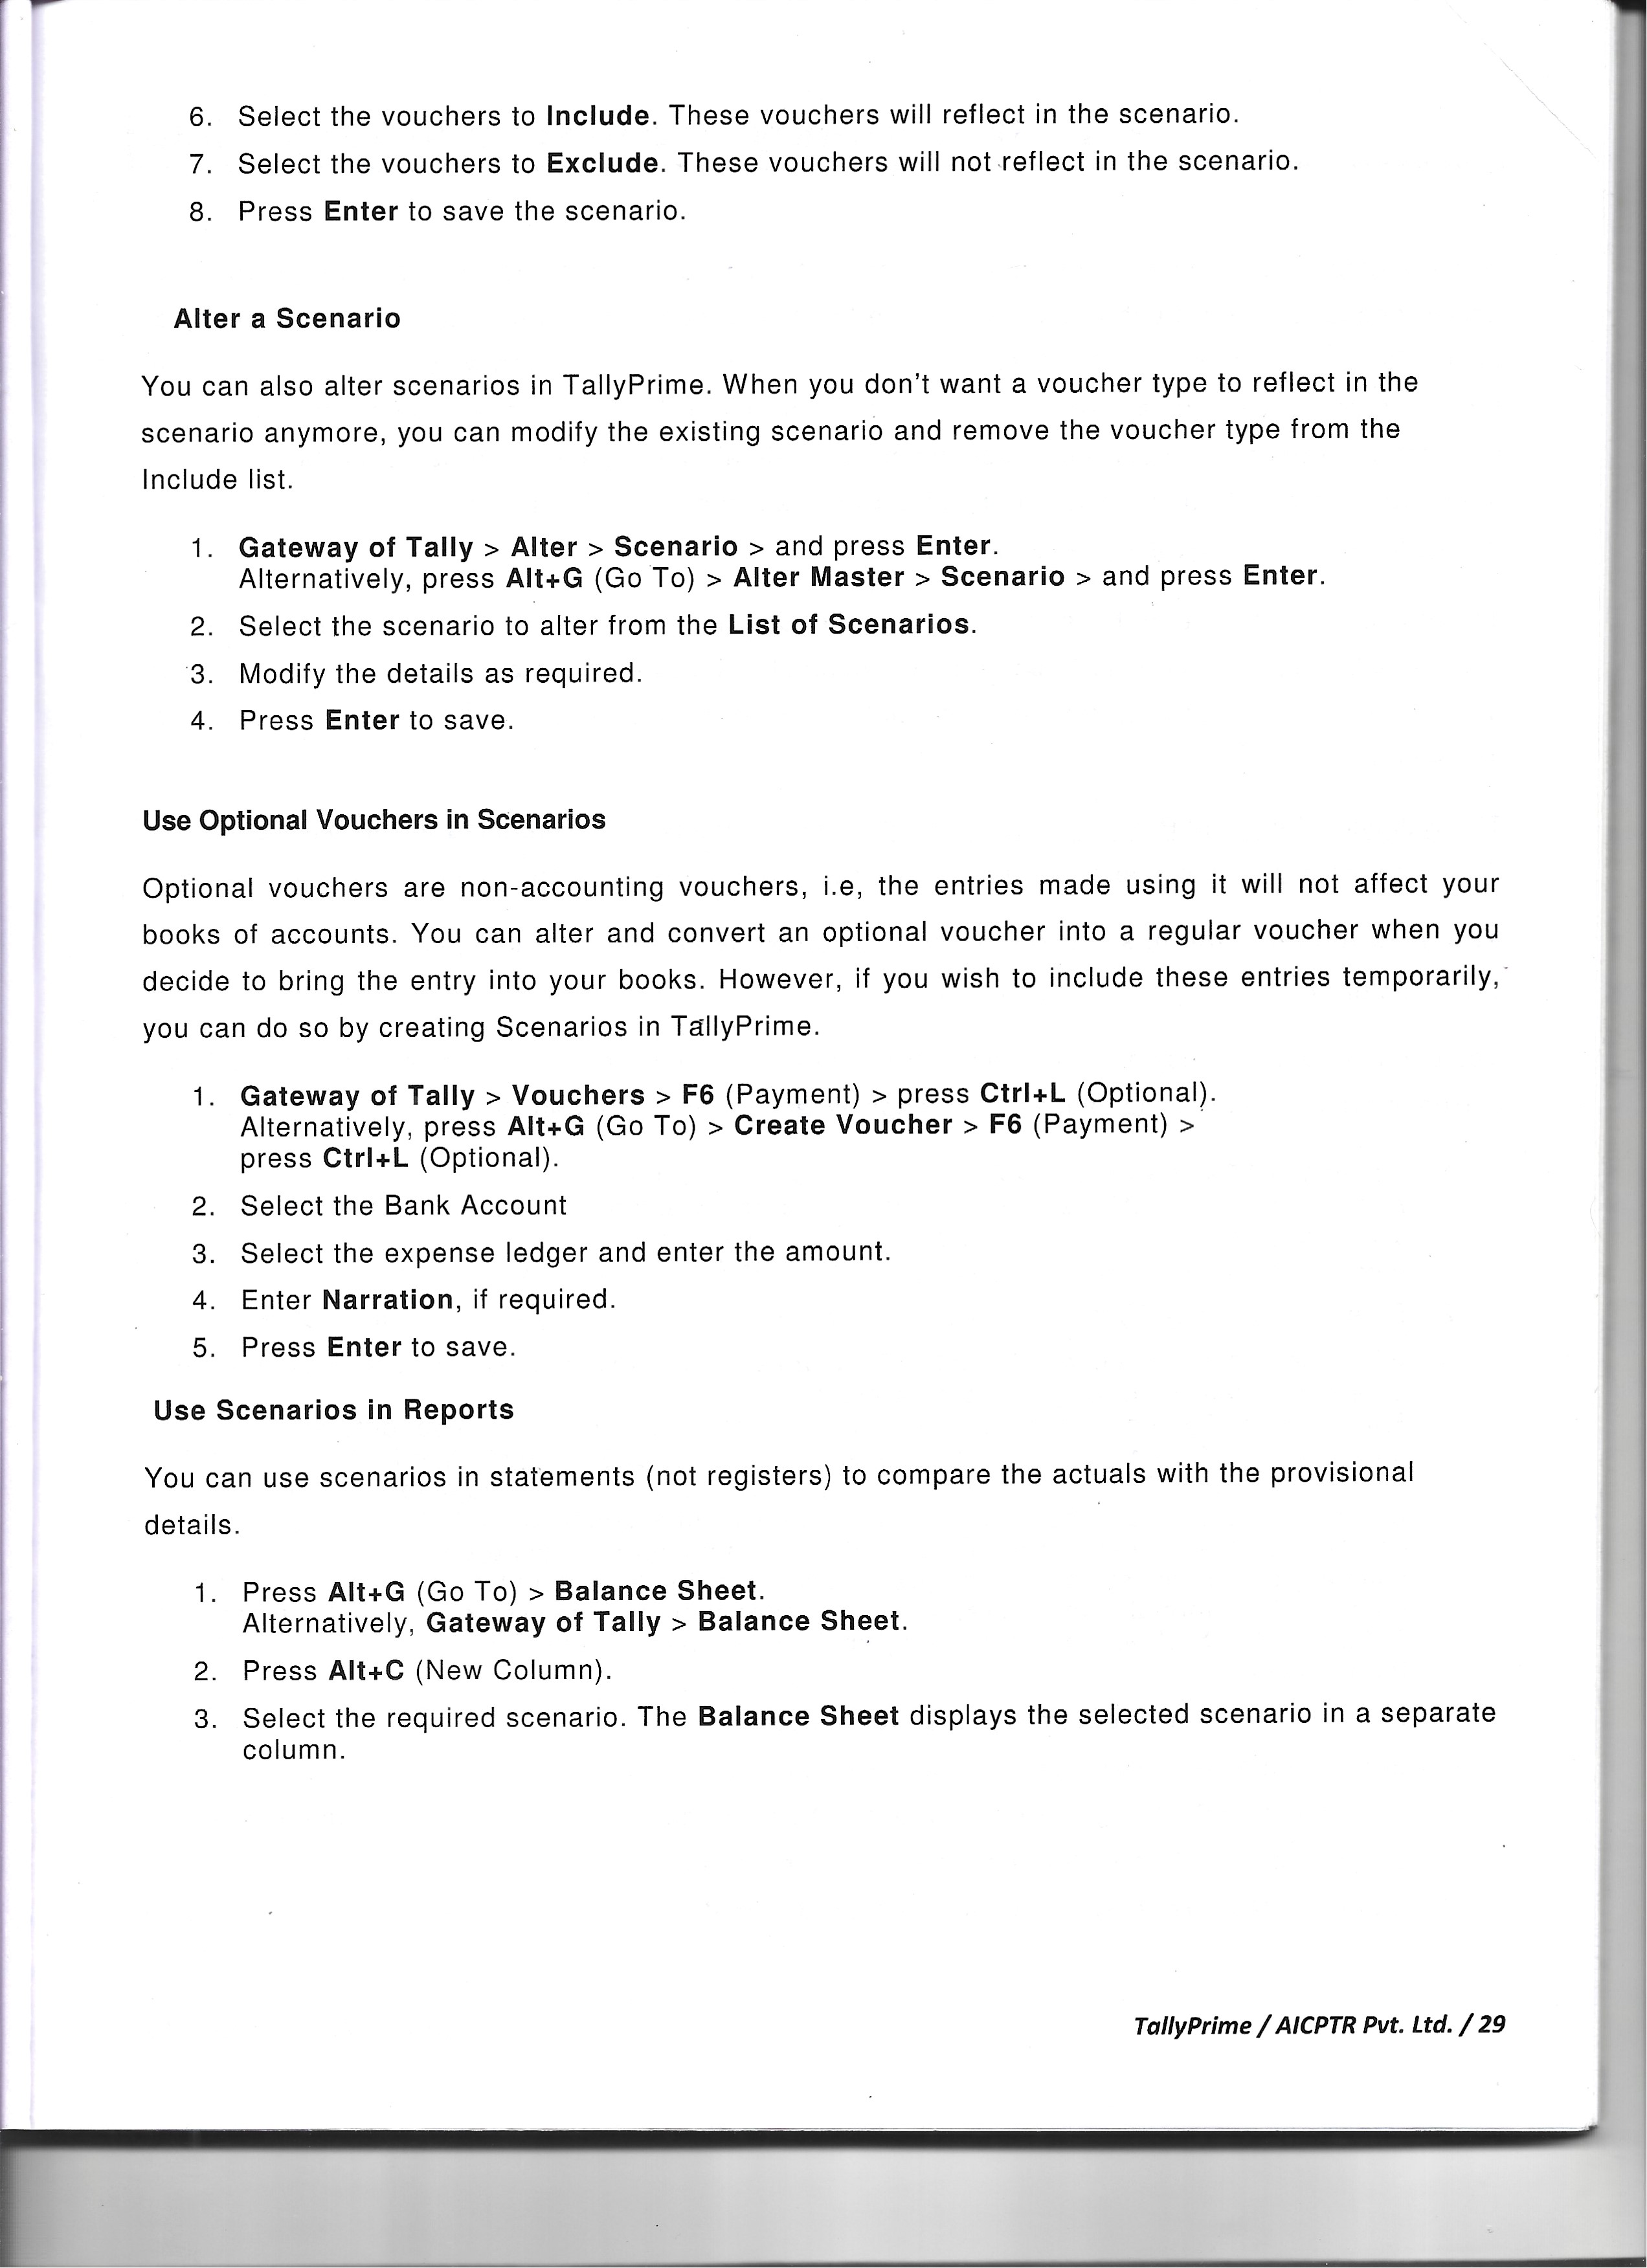 6. Select the vouchers to Include. These vouchers will reflect in the scenario.
7. Select the vouchers to Exclude. These vouchers will not reflect in the scenario.
8. Press Enter to save the scenario.
Alter a Scenario
You can also alter scenarios in TallyPrime. When you don't want a voucher type to reflect in the
scenario anymore, you can modify the existing scenario and remove the voucher type from the
Include list.
1. Gateway of Tally > Alter > Scenario > and press Enter.
Alternatively, press Alt+G (Go To) > Alter Master > Scenario > and press Enter.
2. Select the scenario to alter from the List of Scenarios.
3. Modify the details as required.
4. Press Enter to save.
Use Optional Vouchers in Scenarios
Optional vouchers are non-accounting vouchers, i.e, the entries made using it will not affect your
books of accounts. You can alter and convert an optional voucher into a regular voucher when you
decide to bring the entry into your books. However, if you wish to include these entries temporarily,
you can do so by creating Scenarios in TallyPrime.
1. Gateway of Tally > Vouchers > F6 (Payment) > press Ctrl+L (Optional).
Alternatively, press Alt+G (Go To) > Create Voucher > F6 (Payment) >
press Ctrl+L (Optional).
2. Select the Bank Account
3. Select the expense ledger and enter the amount.
4. Enter Narration, if required.
5. Press Enter to save.
Use Scenarios in Reports
You can use scenarios in statements (not registers) to compare the actuals with the provisional
details.
1. Press Alt+G (Go To) > Balance Sheet.
Alternatively, Gateway of Tally > Balance Sheet.
2. Press Alt+C (New Column).
3. Select the required scenario. The Balance Sheet displays the selected scenario in a separate
column.
TallyPrime / AICPTR Pvt. Ltd. / 29